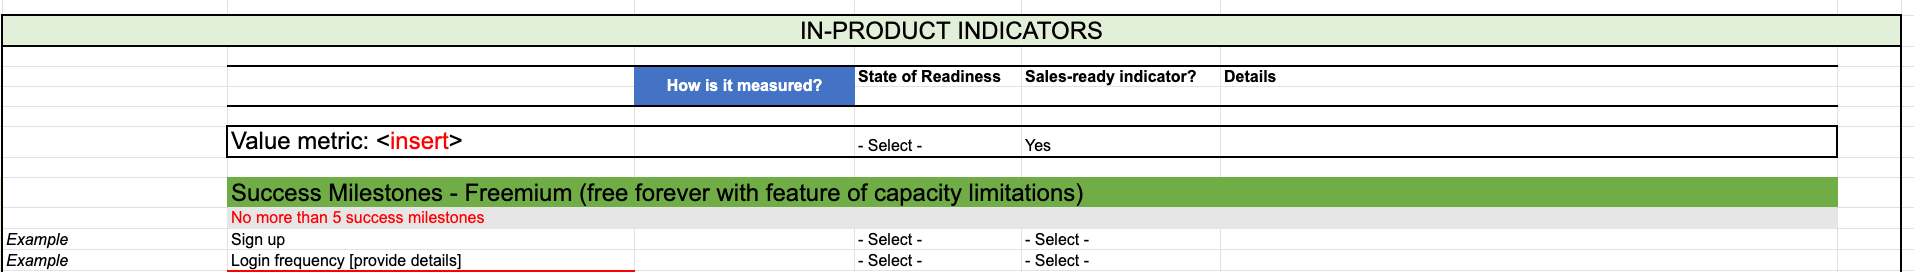 IN-PRODUCT INDICATORS
How is it measured? State of Readiness Sales-ready indicator? Details
Value metric: <insert> - Select - Yes
Success Milestones - Freemium (free forever with feature of capacity limitations)
No more than 5 success milestones
Example Sign up - Select - - Select -
Example Login frequency [provide details] - Select - - Select -